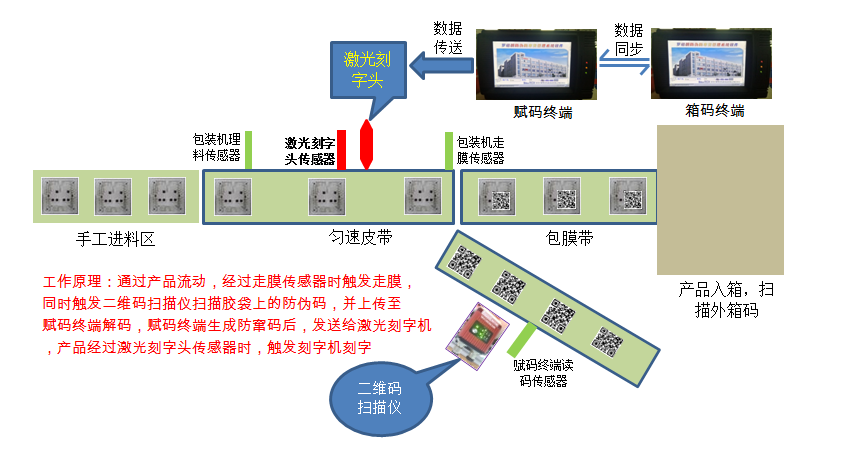 数据
传送
数据
同步
激光刻
字头
赋码终端
箱码终端
包装机理
料传感器
激光刻字
头传感器
包装机走
膜传感器
手工进料区
匀速皮带
包膜带
工作原理：通过产品流动，经过走膜传感器时触发走膜，
同时触发二维码扫描仪扫描胶袋上的防伪码，并上传至
赋码终端解码，赋码终端生成防窜码后，发送给激光刻字机
，产品经过激光刻字头传感器时，触发刻字机刻字
产品入箱，扫
描外箱码
赋码终端读
码传感器
二维码
扫描仪